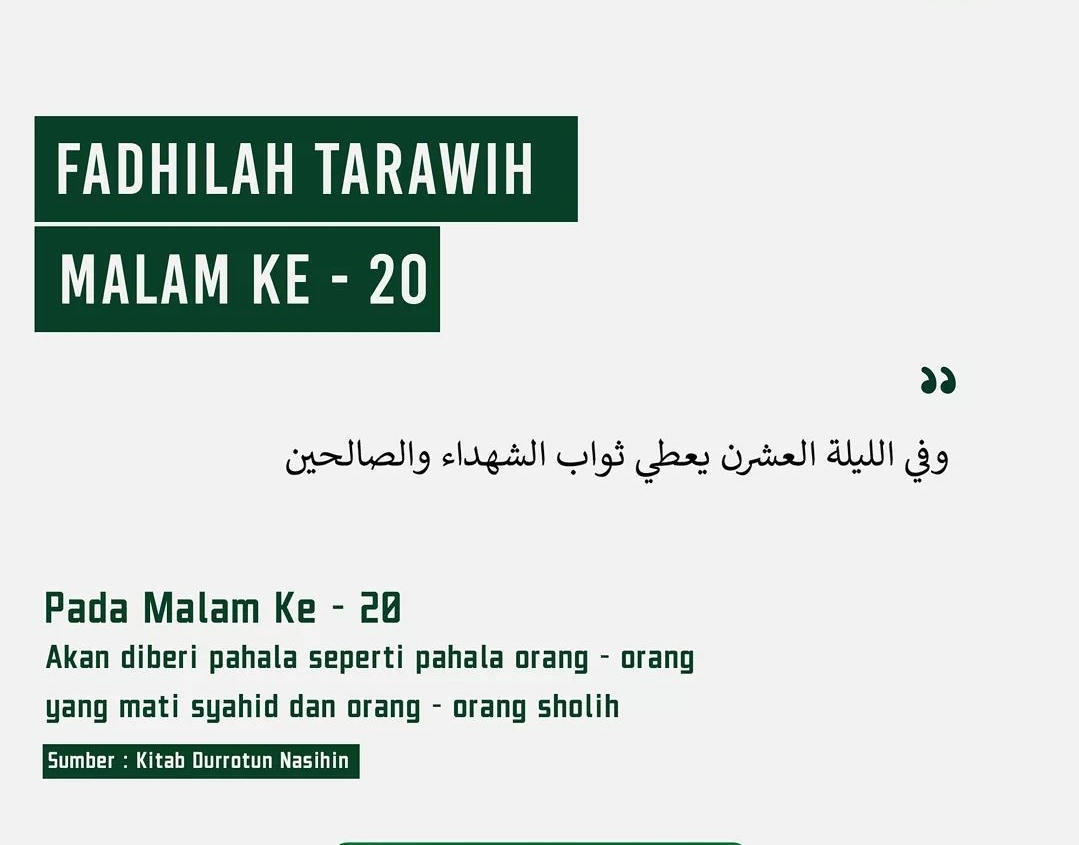 FADHILAH TARAWIH
MALAM KE - 20
”
وفي الليلة العشرن يعطي ثواب الشهداء والصالحين
Pada Malam Ke - 20
Akan diberi pahala seperti pahala orang - orang
yang mati syahid dan orang - orang sholih
Sumber : Kitab Durrotun Nasihin